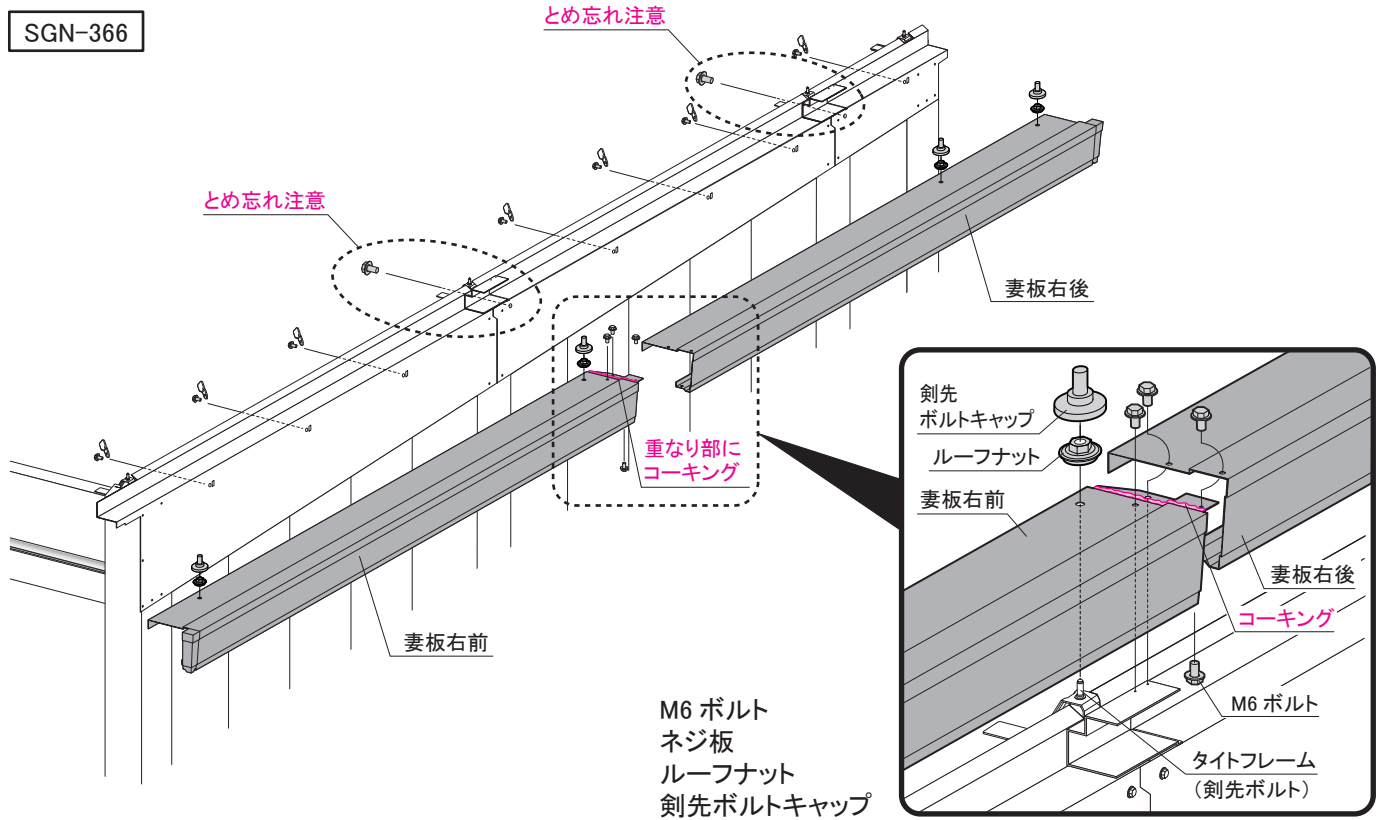 SGN-366
とめ忘れ注意
とめ忘れ注意
妻板右後
重なり部に
コーキング
妻板右前
剣先
ボルトキャップ
ルーフナット
妻板右前
妻板右後
コーキング
M6 ボルト
タイトフレーム
（剣先ボルト）
M6 ボルト
ネジ板
ルーフナット
剣先ボルトキャップ